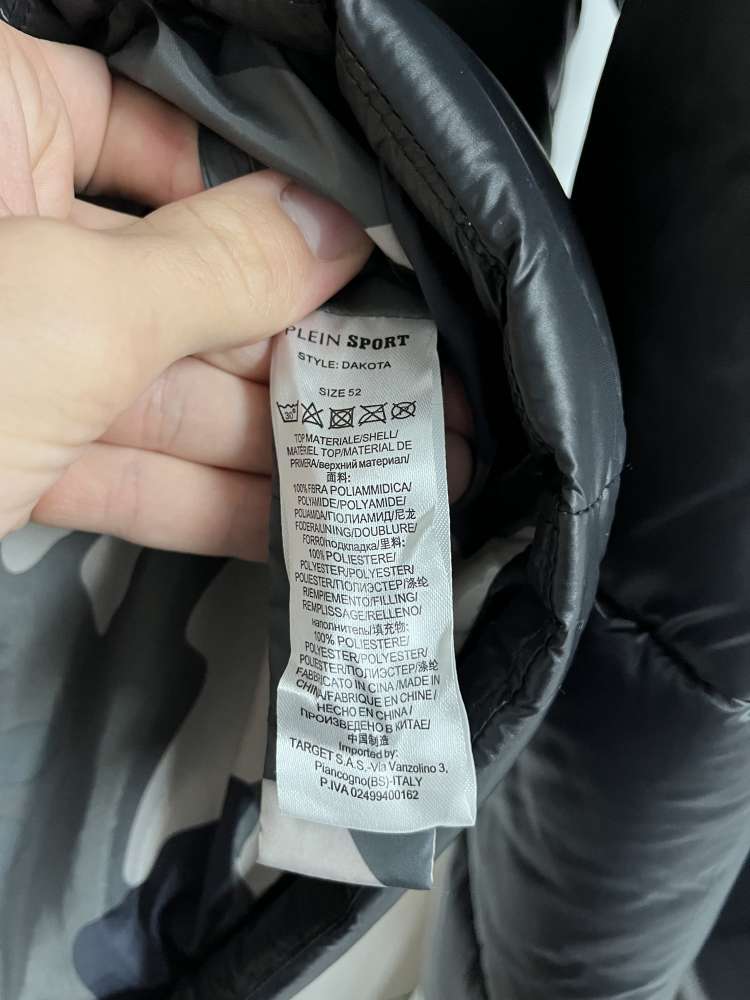 PLEIN SPORT
STYLE: DAKOTA
SIZE 52
30°
TOP MATERIALE/SHELL/
MATÉRIEL TOP/MATERIAL DE
PRIMERA/верхний материал/
面料:
100% FIBRA POLIAMMIDICA/
POLYAMIDE/POLYAMIDE/
POLIAMDA/ПОЛИАМИД/尼龙
FODERA/LINING/DOUBLURE/
FORRO/подкладка/里料:
100% POLIESTERE/
POLYESTER/POLYESTER/
POLIESTER/ПОЛИЭСТЕР/涤纶
RIEMPIEMENTO/FILLING/
REMPLISSAGE/RELLENO/
наполнитель/填充物:
100% POLIESTERE/
POLYESTER/POLYESTER/
POLIESTER/ПОЛИЭСТЕР/涤纶
FABBRICATO IN CINA /MADE IN
CHINA/FABRIQUE EN CHINE/
HECHO EN CHINA/
ПРОИЗВЕДЕНО В КИТАЕ/
中国制造
Imported by:
TARGET S.A.S.-Via Vanzolino 3,
Piancogno(BS)-ITALY
P.IVA 02499400162